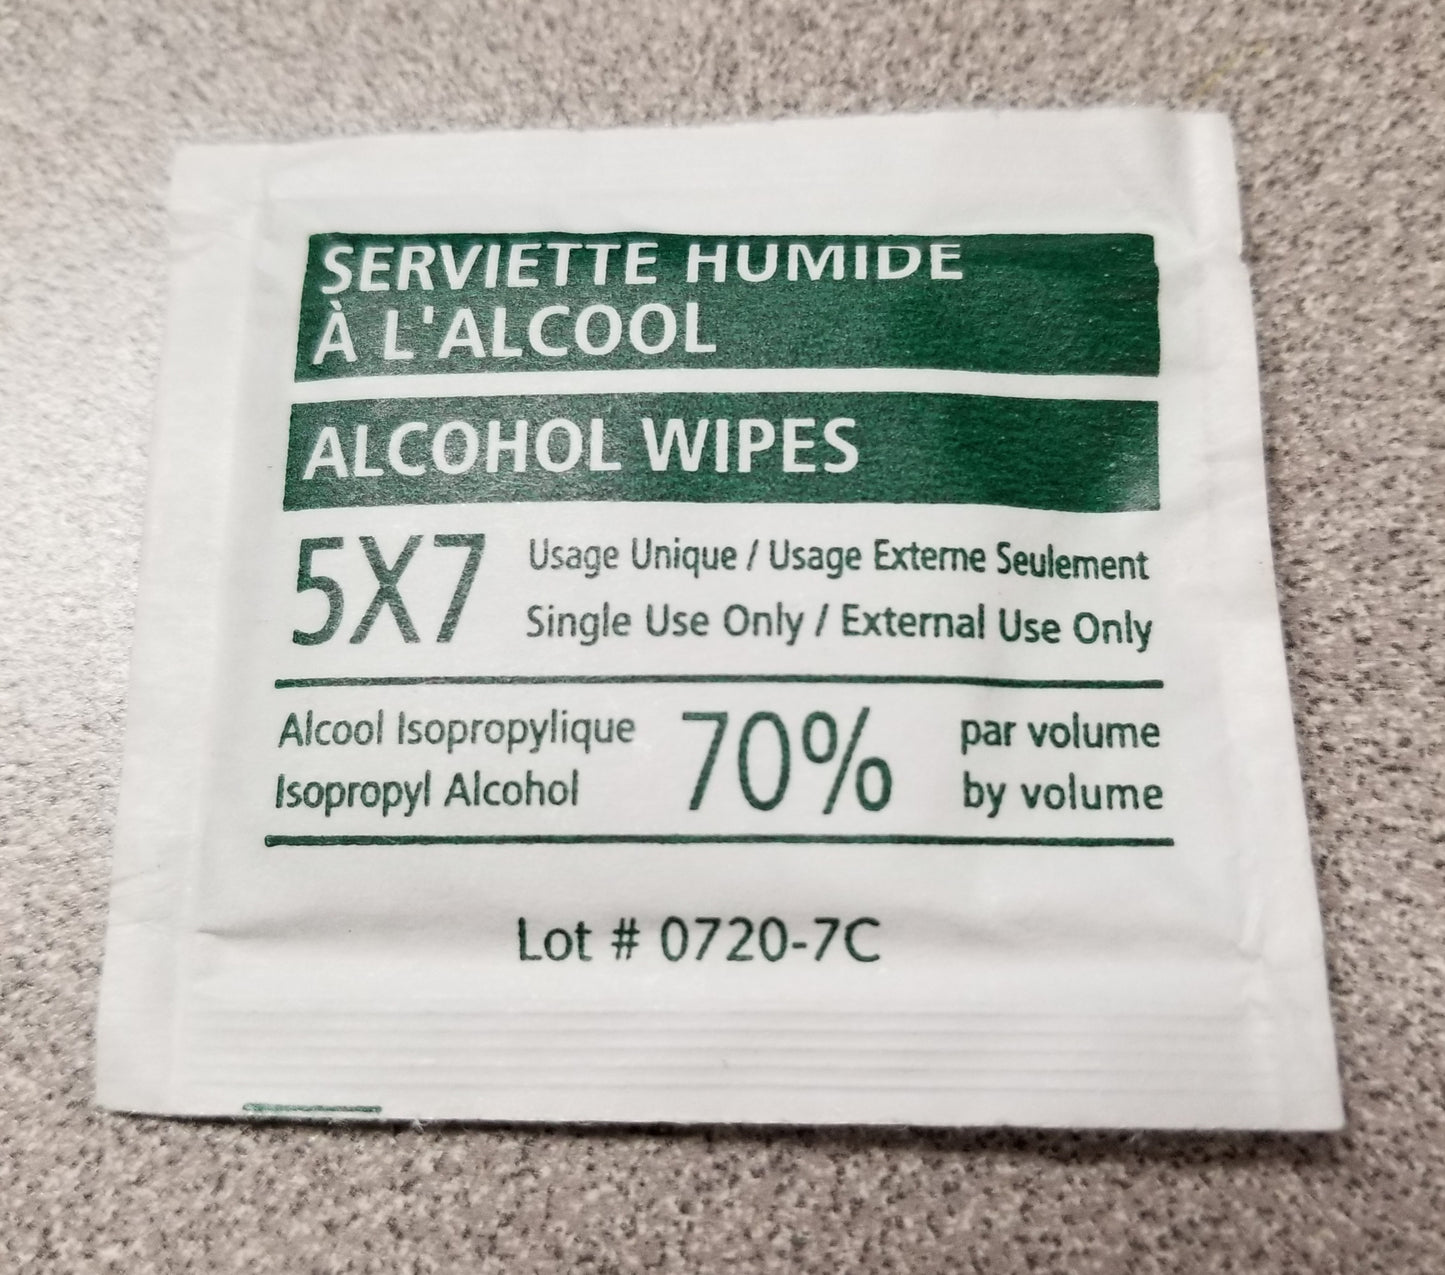 SERVIETTE HUMIDE
À L'ALCOOL
ALCOHOL WIPES
5X7
Usage Unique / Usage Externe Seulement
Single Use Only / External Use Only
Alcool Isopropylique
Isopropyl Alcohol
70%
par volume
by volume
Lot # 0720-7C